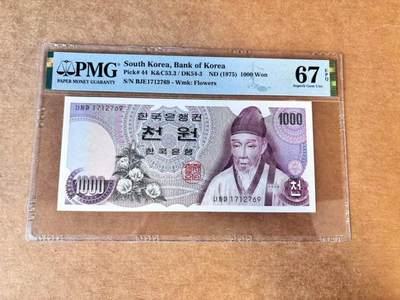 PMG
PAPER MONEY GUARANTY
South Korea, Bank of Korea
Pick# 44 K&C53.3 / DK54-3 ND (1975) 1000 Won
S/N BJE1712769 - Wmk: Flowers
67 EPQ
Superb Gem Unc
1712769
한국은행권
1000
천원
한국은행
1000
천
1712769